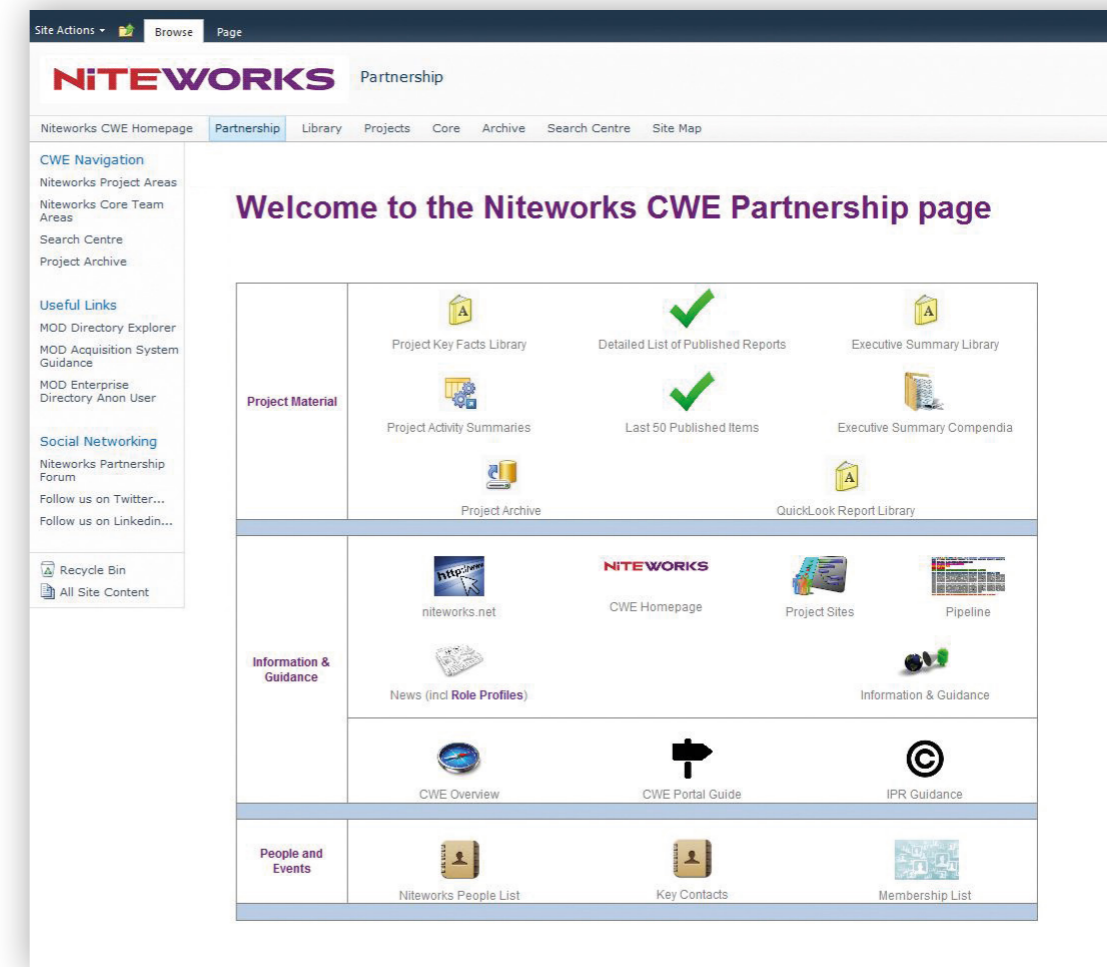 Site Actions
Browse
Page
NiTEWORKS
Partnership
Niteworks CWE Homepage
Partnership
Library
Projects
Core
Archive
Search Centre
Site Map
CWE Navigation
Niteworks Project Areas
Niteworks Core Team
Areas
Search Centre
Project Archive
Useful Links
MOD Directory Explorer
MOD Acquisition System
Guidance
MOD Enterprise
Directory Anon User
Social Networking
Niteworks Partnership
Forum
Follow us on Twitter...
Follow us on Linkedin...
Recycle Bin
All Site Content
Welcome to the Niteworks CWE Partnership page
Project Material
Project Key Facts Library
Detailed List of Published Reports
Executive Summary Library
Project Activity Summaries
Last 50 Published Items
Executive Summary Compendia
Project Archive
QuickLook Report Library
Information &
Guidance
http://www
niteworks.net
NiTEWORKS
CWE Homepage
Project Sites
Pipeline
News (incl Role Profiles)
Information & Guidance
CWE Overview
CWE Portal Guide
IPR Guidance
People and
Events
Niteworks People List
Key Contacts
Membership List